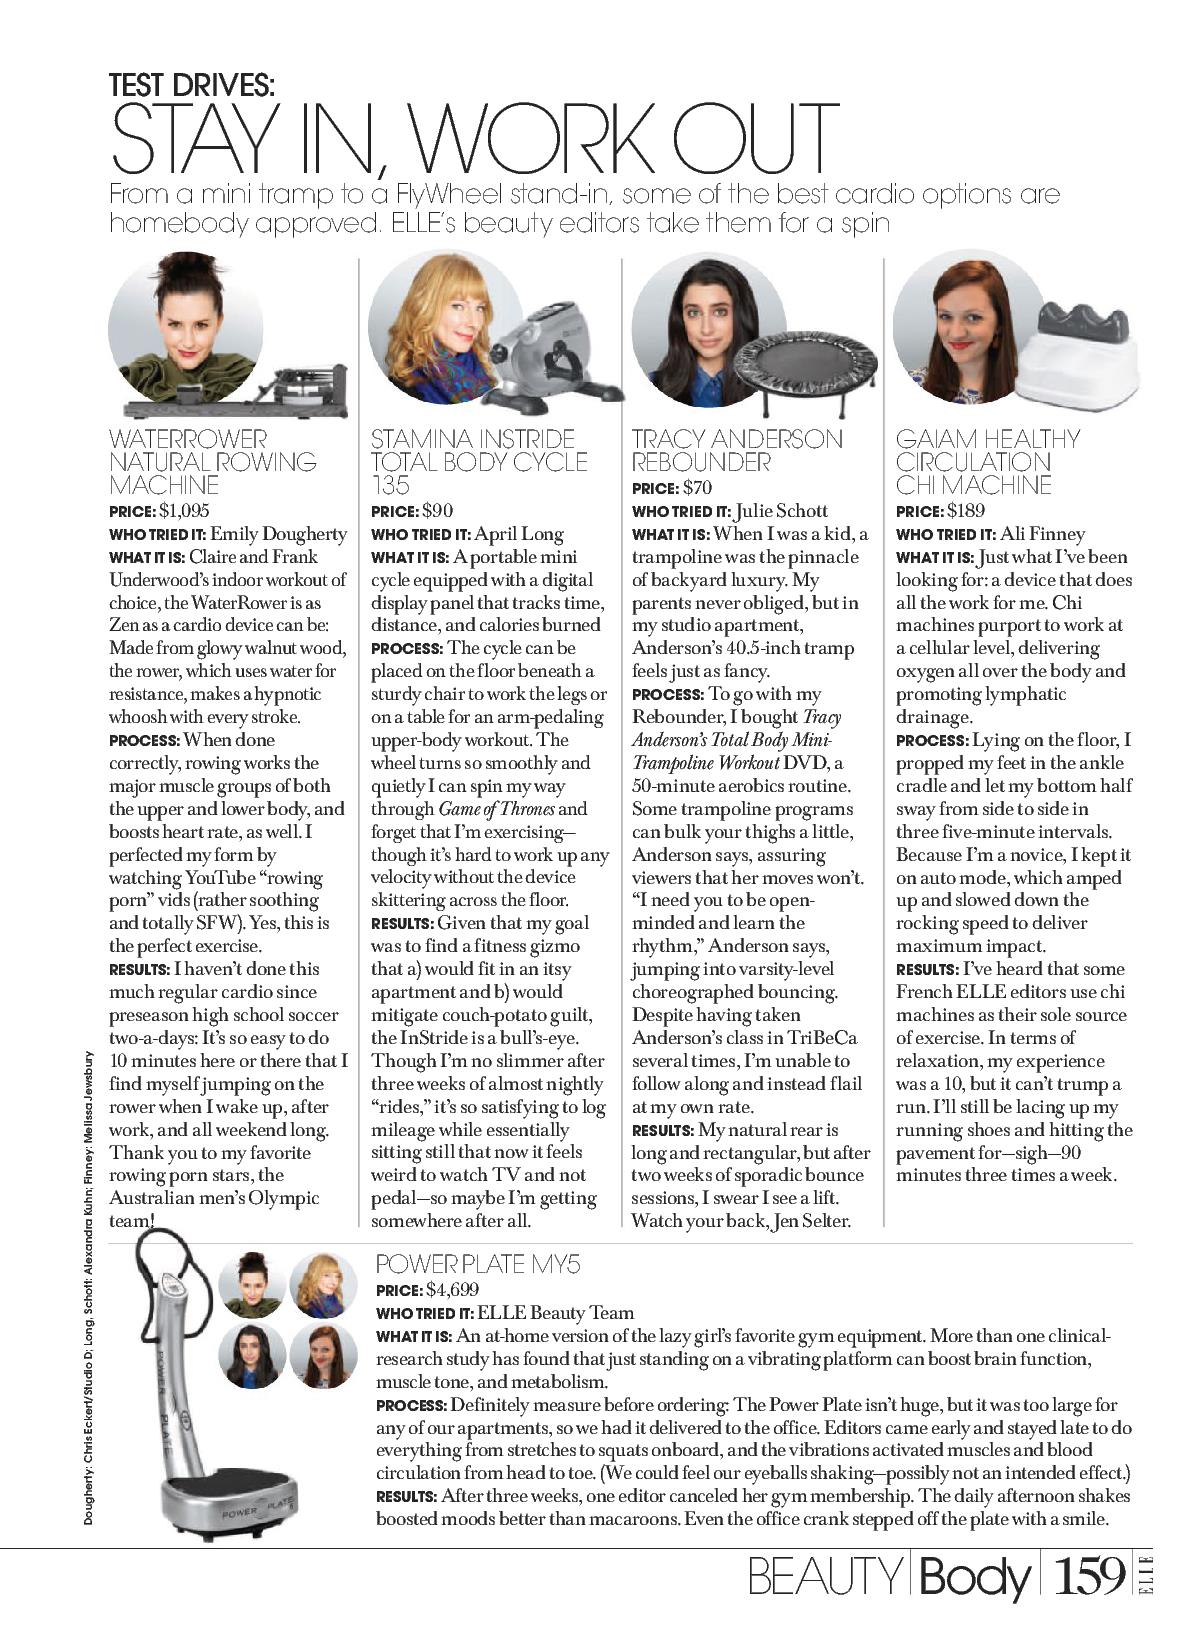 TEST DRIVES:
STAY IN, WORK OUT
From a mini tramp to a FlyWheel stand-in, some of the best cardio options are
homebody approved. ELLE's beauty editors take them for a spin
WATERROWER
NATURAL ROWING
MACHINE
PRICE: $1,095
WHO TRIED IT: Emily Dougherty
WHAT IT IS: Claire and Frank
Underwood's indoor workout of
choice, the WaterRower is as
Zen as a cardio device can be:
Made from glowy walnut wood,
the rower, which uses water for
resistance, makes a hypnotic
whoosh with every stroke.
PROCESS: When done
correctly, rowing works the
major muscle groups of both
the upper and lower body, and
boosts heart rate, as well. I
perfected my form by
watching YouTube “rowing
porn” vids (rather soothing
and totally SFW). Yes, this is
the perfect exercise.
RESULTS: I haven't done this
much regular cardio since
preseason high school soccer
two-a-days: It's so easy to do
10 minutes here or there that I
find myself jumping on the
rower when I wake up, after
work, and all weekend long.
Thank you to my favorite
rowing porn stars, the
Australian men's Olympic
team!
STAMINA INSTRIDE
TOTAL BODY CYCLE
135
PRICE: $90
WHO TRIED IT: April Long
WHAT IT IS: A portable mini
cycle equipped with a digital
display panel that tracks time,
distance, and calories burned
PROCESS: The cycle can be
placed on the floor beneath a
sturdy chair to work the legs or
on a table for an arm-pedaling
upper-body workout. The
wheel turns so smoothly and
quietly I can spin my way
through Game of Thrones and
forget that I'm exercising—
though it's hard to work up any
velocity without the device
skittering across the floor.
RESULTS: Given that my goal
was to find a fitness gizmo
that a) would fit in an itsy
apartment and b) would
mitigate couch-potato guilt,
the InStride is a bull's-eye.
Though I'm no slimmer after
three weeks of almost nightly
“rides,” it's so satisfying to log
mileage while essentially
sitting still that now it feels
weird to watch TV and not
pedal—so maybe I'm getting
somewhere after all.
TRACY ANDERSON
REBOUNDER
PRICE: $70
WHO TRIED IT: Julie Schott
WHAT IT IS: When I was a kid, a
trampoline was the pinnacle
of backyard luxury. My
parents never obliged, but in
my studio apartment,
Anderson's 40.5-inch tramp
feels just as fancy.
PROCESS: To go with my
Rebounder, I bought Tracy
Anderson's Total Body Mini-
Trampoline Workout DVD, a
50-minute aerobics routine.
Some trampoline programs
can bulk your thighs a little,
Anderson says, assuring
viewers that her moves won't.
“I need you to be open-
minded and learn the
rhythm,” Anderson says,
jumping into varsity-level
choreographed bouncing.
Despite having taken
Anderson's class in TriBeCa
several times, I'm unable to
follow along and instead flail
at my own rate.
RESULTS: My natural rear is
long and rectangular, but after
two weeks of sporadic bounce
sessions, I swear I see a lift.
Watch your back, Jen Selter.
GAIAM HEALTHY
CIRCULATION
CHI MACHINE
PRICE: $189
WHO TRIED IT: Ali Finney
WHAT IT IS: Just what I've been
looking for: a device that does
all the work for me. Chi
machines purport to work at
a cellular level, delivering
oxygen all over the body and
promoting lymphatic
drainage.
PROCESS: Lying on the floor, I
propped my feet in the ankle
cradle and let my bottom half
sway from side to side in
three five-minute intervals.
Because I'm a novice, I kept it
on auto mode, which amped
up and slowed down the
rocking speed to deliver
maximum impact.
RESULTS: I've heard that some
French ELLE editors use chi
machines as their sole source
of exercise. In terms of
relaxation, my experience
was a 10, but it can't trump a
run. I'll still be lacing up my
running shoes and hitting the
pavement for—sigh—90
minutes three times a week.
POWER PLATE MY5
PRICE: $4,699
WHO TRIED IT: ELLE Beauty Team
WHAT IT IS: An at-home version of the lazy girl's favorite gym equipment. More than one clinical-
research study has found that just standing on a vibrating platform can boost brain function,
muscle tone, and metabolism.
PROCESS: Definitely measure before ordering: The Power Plate isn't huge, but it was too large for
any of our apartments, so we had it delivered to the office. Editors came early and stayed late to do
everything from stretches to squats onboard, and the vibrations activated muscles and blood
circulation from head to toe. (We could feel our eyeballs shaking—possibly not an intended effect.)
RESULTS: After three weeks, one editor canceled her gym membership. The daily afternoon shakes
boosted moods better than macaroons. Even the office crank stepped off the plate with a smile.
POWER PLATE
POWER PLATE
Dougherty: Chris Eckert/Studio D; Long, Schott: Alexandra Kuhn; Finney: Melissa Jewsbury
BEAUTY Body 159 ELLE